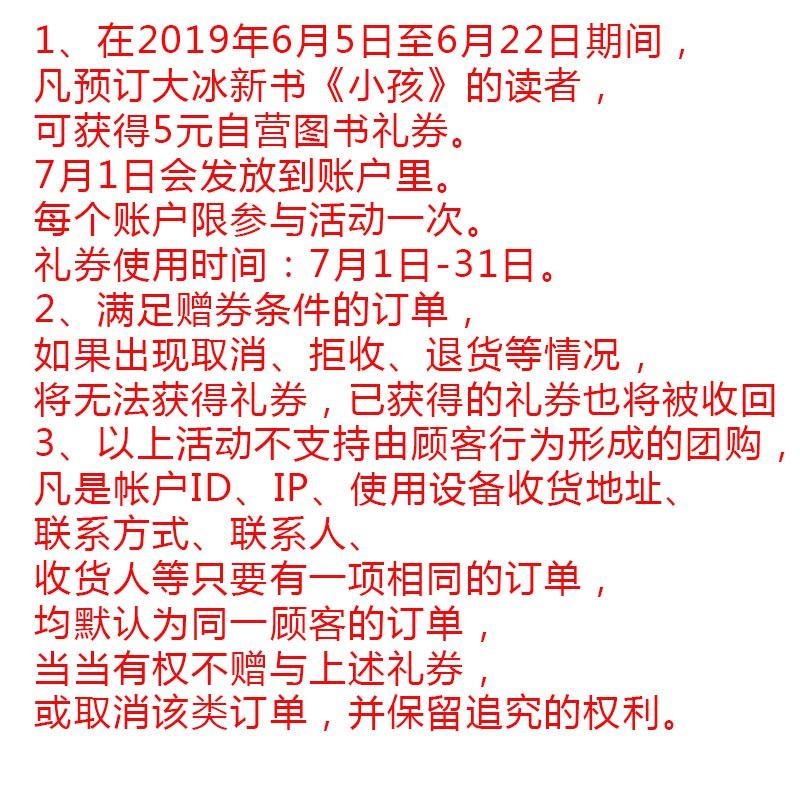 1、在2019年6月5日至6月22日期间，
凡预订大冰新书《小孩》的读者，
可获得5元自营图书礼券。
7月1日会发放到账户里。
每个账户限参与活动一次。
礼券使用时间：7月1日-31日。
2、满足赠券条件的订单，
如果出现取消、拒收、退货等情况，
将无法获得礼券，已获得的礼券也将被收回
3、以上活动不支持由顾客行为形成的团购，
凡是帐户ID、IP、使用设备收货地址、
联系方式、联系人、
收货人等只要有一项相同的订单，
均默认为同一顾客的订单，
当当有权不赠与上述礼券，
或取消该类订单，并保留追究的权利。